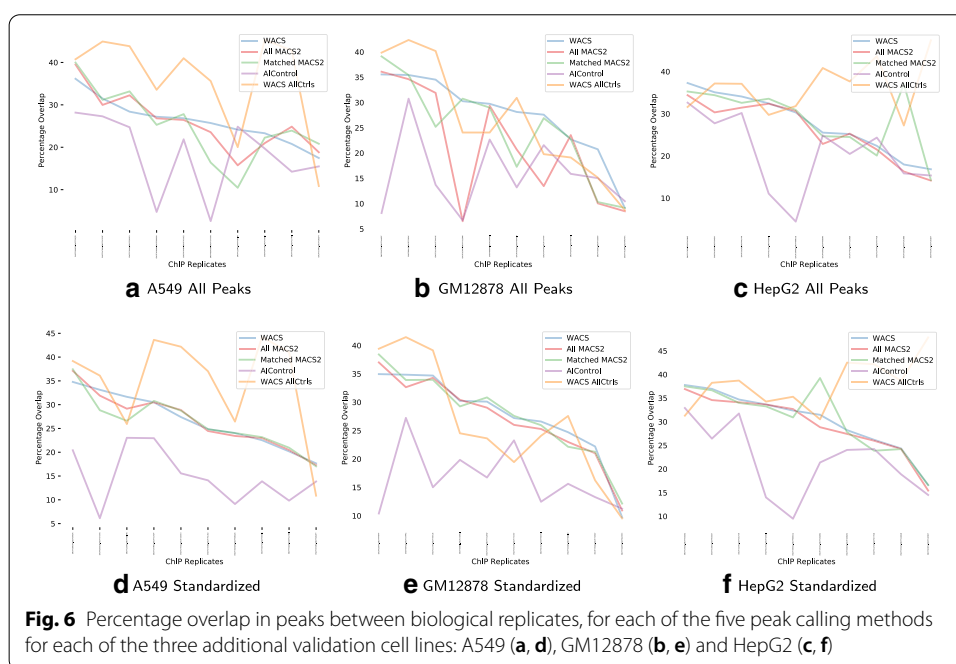 40
30
20
10
Percentage Overlap
WACS
All MACS2
Matched MACS2
AIControl
WACS AllCtrls
ChIP Replicates
a A549 All Peaks
40
35
30
25
20
15
10
5
Percentage Overlap
WACS
All MACS2
Matched MACS2
AIControl
WACS AllCtrls
ChIP Replicates
b GM12878 All Peaks
40
30
20
10
Percentage Overlap
WACS
All MACS2
Matched MACS2
AIControl
WACS AllCtrls
ChIP Replicates
c HepG2 All Peaks
45
40
35
30
25
20
15
10
5
Percentage Overlap
WACS
All MACS2
Matched MACS2
AIControl
WACS AllCtrls
ChIP Replicates
d A549 Standardized
40
35
30
25
20
15
10
Percentage Overlap
WACS
All MACS2
Matched MACS2
AIControl
WACS AllCtrls
ChIP Replicates
e GM12878 Standardized
45
40
35
30
25
20
15
10
Percentage Overlap
WACS
All MACS2
Matched MACS2
AIControl
WACS AllCtrls
ChIP Replicates
f HepG2 Standardized
Fig. 6 Percentage overlap in peaks between biological replicates, for each of the five peak calling methods
for each of the three additional validation cell lines: A549 (a, d), GM12878 (b, e) and HepG2 (c, f)